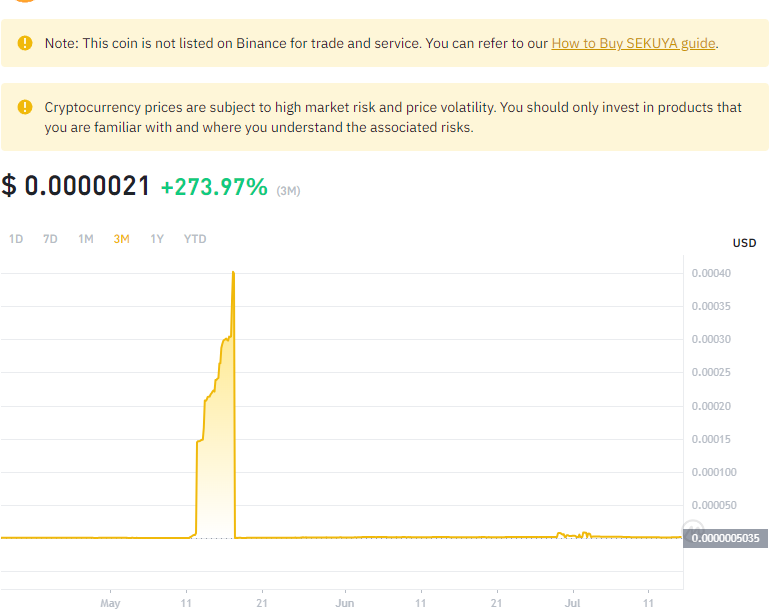 Note: This coin is not listed on Binance for trade and service. You can refer to our How to Buy SEKUYA guide.
Cryptocurrency prices are subject to high market risk and price volatility. You should only invest in products that
you are familiar with and where you understand the associated risks.
$ 0.0000021 +273.97% (3M)
1D 7D 1M 3M 1Y YTD
USD
0.00040
0.00035
0.00030
0.00025
0.00020
0.00015
0.000100
0.000050
0.0000005035
May 11 21 Jun 11 21 Jul 11